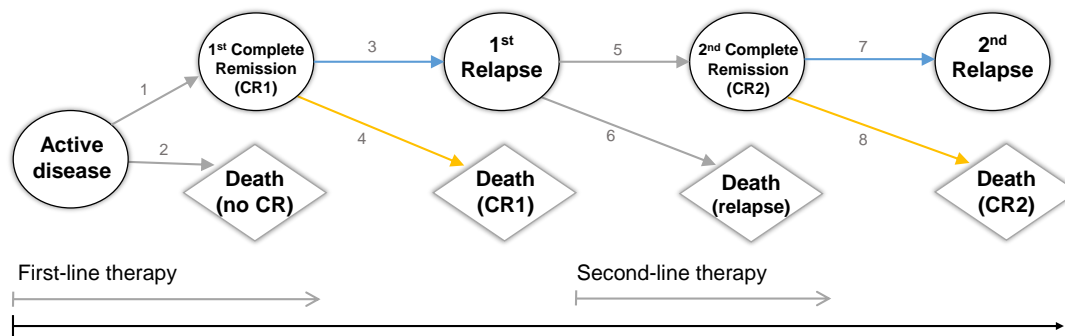 1st Complete
Remission
(CR1)
3
1st
Relapse
5
2nd Complete
Remission
(CR2)
7
2nd
Relapse
1
4
6
8
Active
disease
2
Death
(no CR)
Death
(CR1)
Death
(relapse)
Death
(CR2)
First-line therapy
Second-line therapy